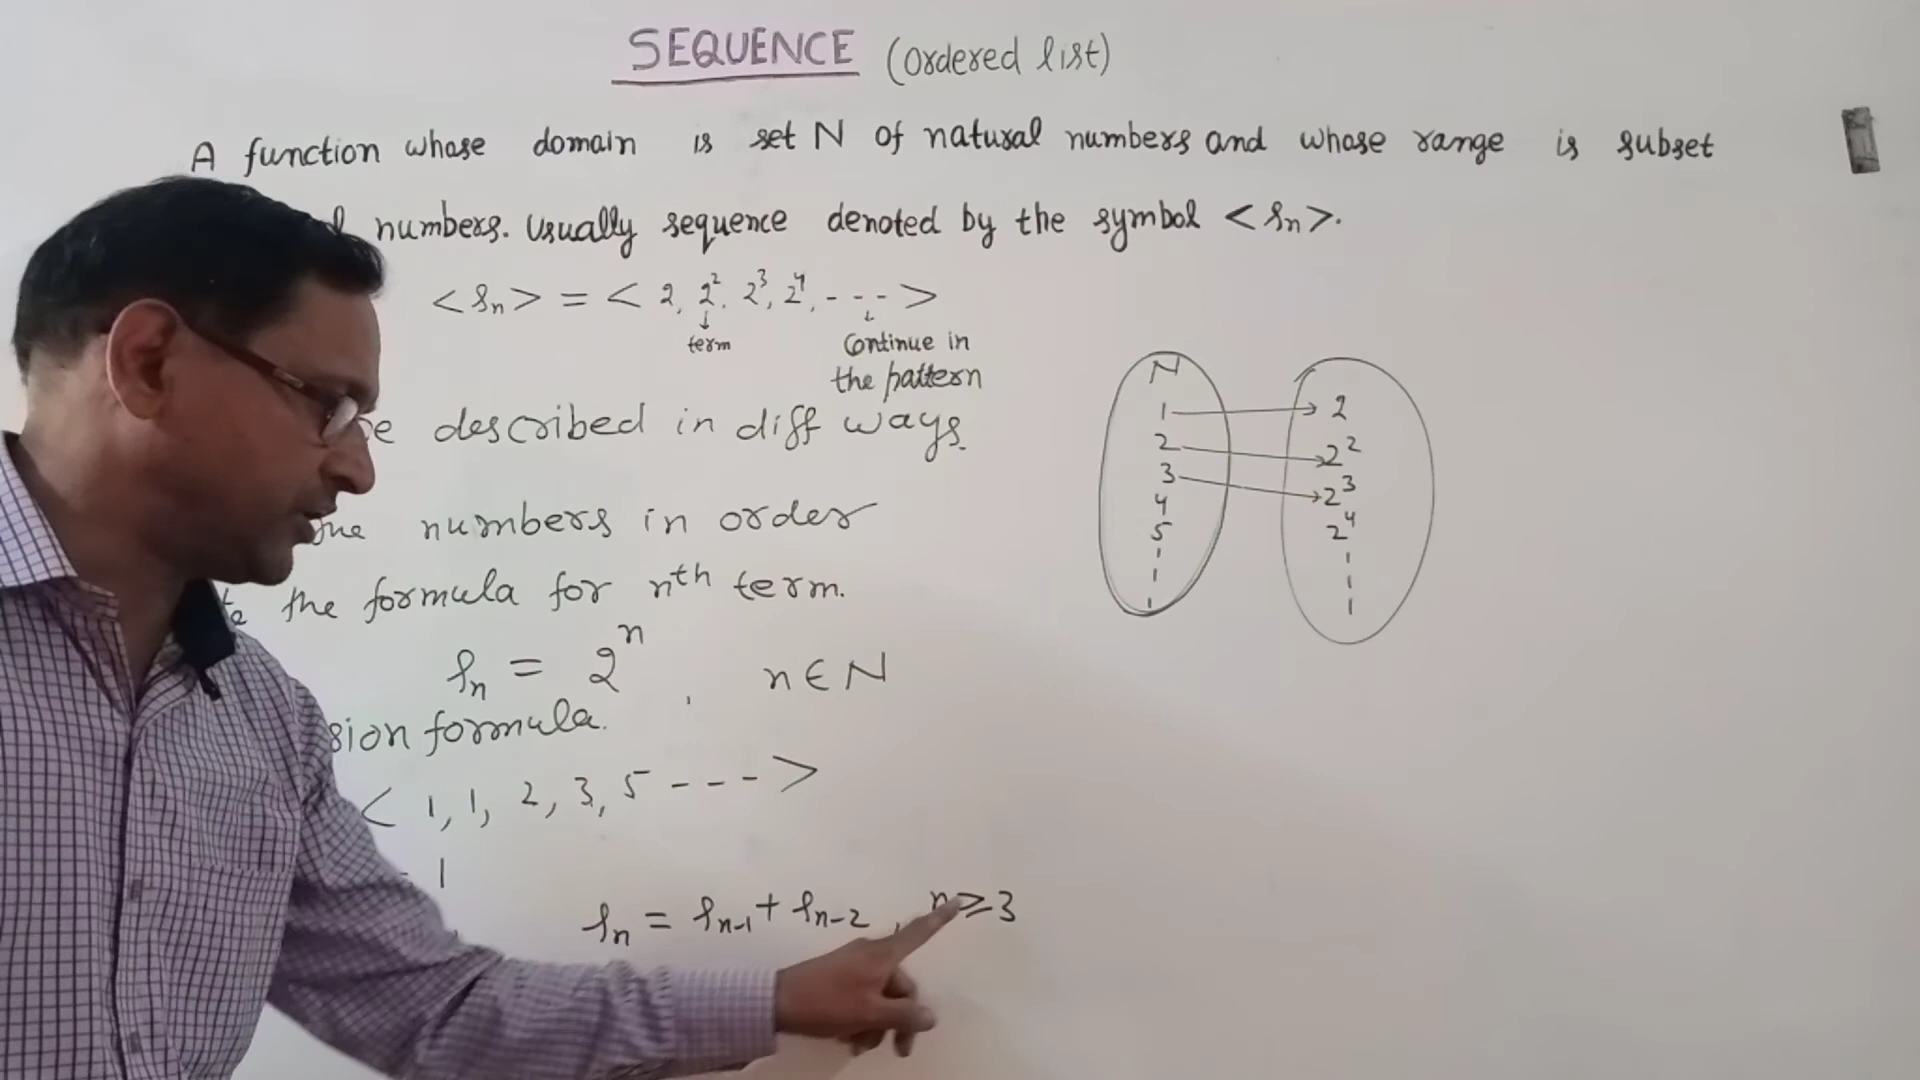 SEQUENCE (Ordered list)
A function whose domain is set N of natural numbers and whose range is subset
numbers. Usually sequence denoted by the symbol <Sn>.
<Sn> = < 2, 2², 2³, 2⁴, - - - >
↓ ↓
term Continue in
the pattern
described in diff ways.
numbers in order
the formula for nth term.
Sn = 2ⁿ , n ∈ N
formula.
< 1, 1, 2, 3, 5 - - - >
1
Sn = Sn-1 + Sn-2 , n ≥ 3
N
1 → 2
2 → 2²
3 → 2³
4 2⁴
5